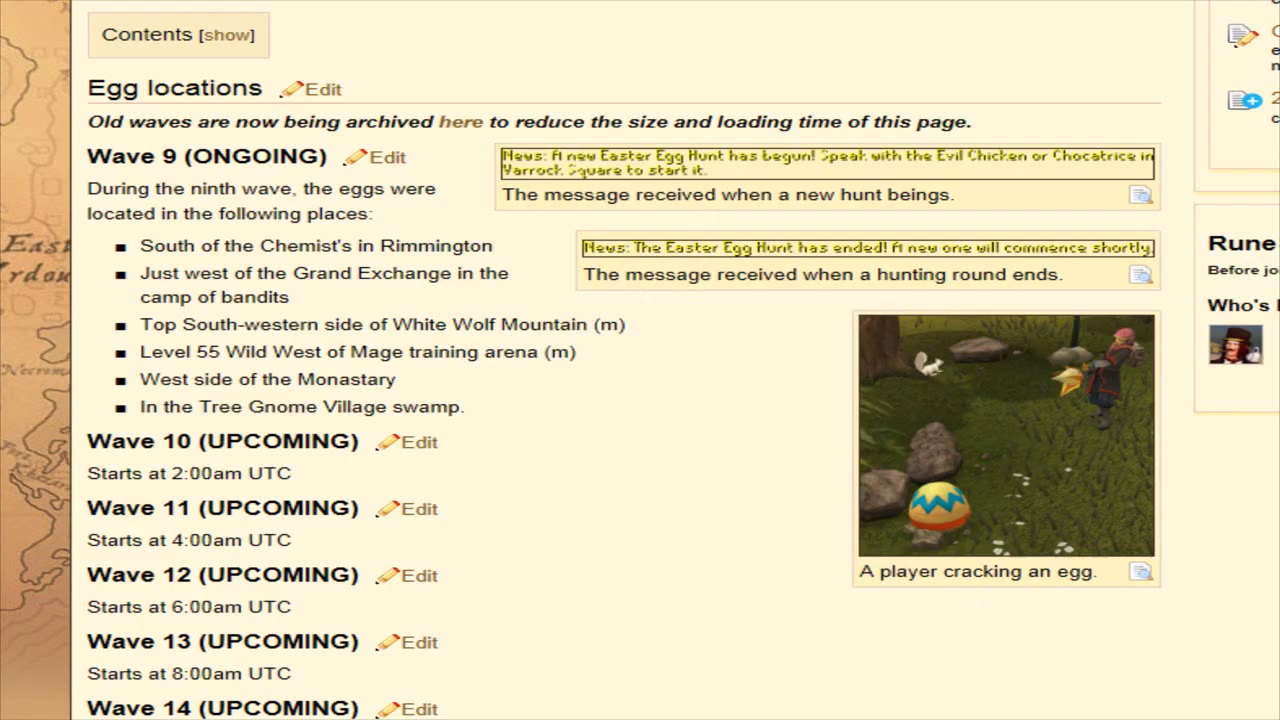 Contents [show]
Egg locations Edit
Old waves are now being archived here to reduce the size and loading time of this page.
Wave 9 (ONGOING) Edit
During the ninth wave, the eggs were
located in the following places:
South of the Chemist's in Rimmington
Just west of the Grand Exchange in the
camp of bandits
Top South-western side of White Wolf Mountain (m)
Level 55 Wild West of Mage training arena (m)
West side of the Monastary
In the Tree Gnome Village swamp.
News: A new Easter Egg Hunt has begun! Speak with the Evil Chicken or Chocatrice in
Varrock Square to start it.
The message received when a new hunt beings.
News: The Easter Egg Hunt has ended! A new one will commence shortly.
The message received when a hunting round ends.
A player cracking an egg.
Wave 10 (UPCOMING) Edit
Starts at 2:00am UTC
Wave 11 (UPCOMING) Edit
Starts at 4:00am UTC
Wave 12 (UPCOMING) Edit
Starts at 6:00am UTC
Wave 13 (UPCOMING) Edit
Starts at 8:00am UTC
Wave 14 (UPCOMING) Edit
Rune
Before jo
Who's
East